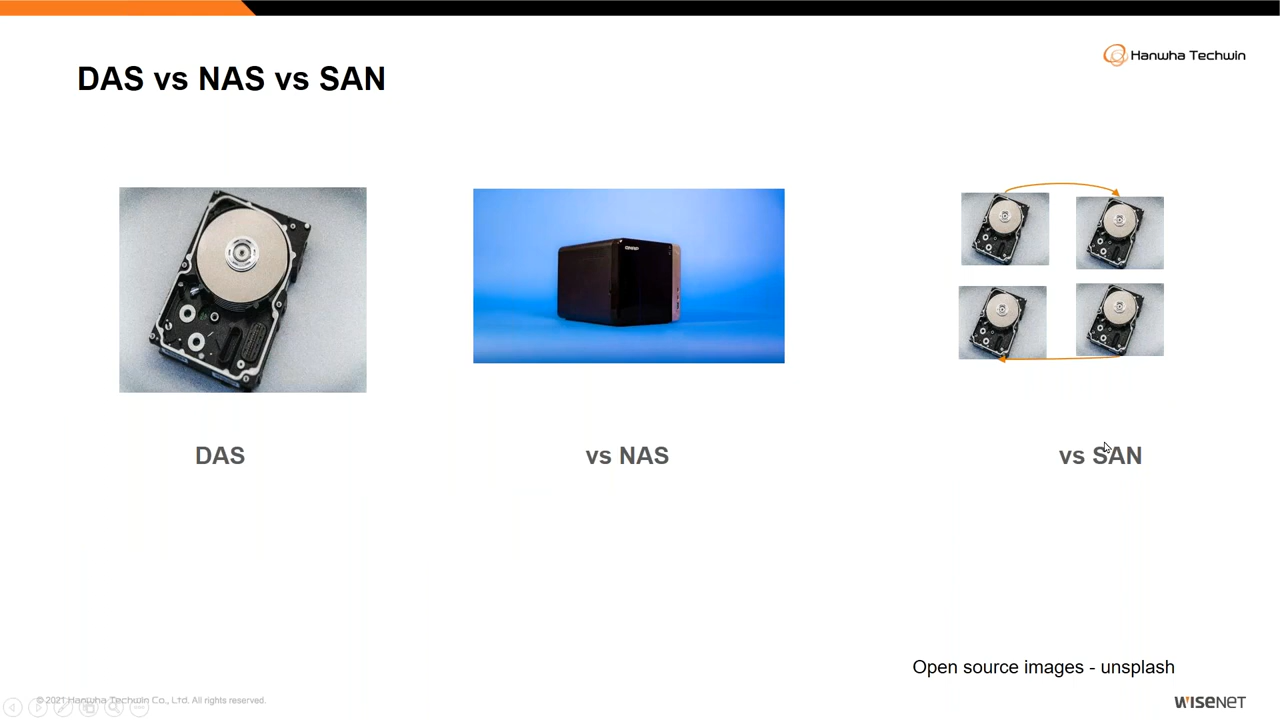 Hanwha Techwin
DAS vs NAS vs SAN
QNAP
DAS
vs NAS
vs SAN
Open source images - unsplash
© 2021 Hanwha Techwin Co., Ltd. All rights reserved.
WISENET